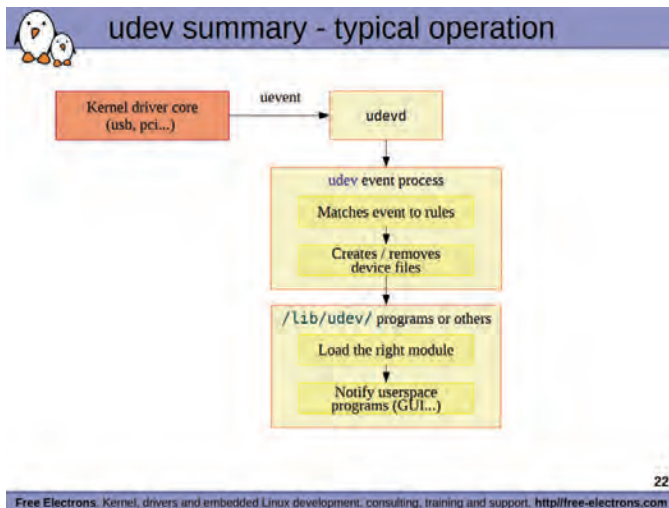 udev summary - typical operation
Kernel driver core
(usb, pci...)
uevent
udevd
udev event process
Matches event to rules
Creates / removes
device files
/lib/udev/ programs or others
Load the right module
Notify userspace
programs (GUI...)
22
Free Electrons. Kernel, drivers and embedded Linux development, consulting, training and support. http//free-electrons.com